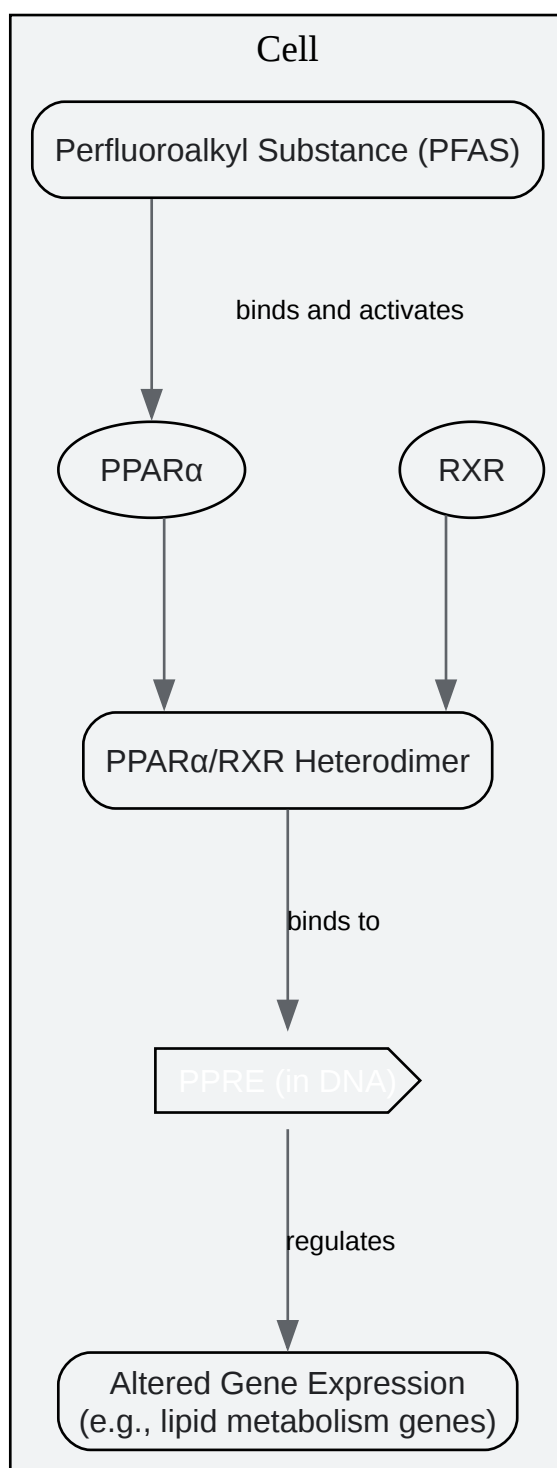 Cell
Perfluoroalkyl Substance (PFAS)
binds and activates
PPARα
RXR
PPARα/RXR Heterodimer
binds to
PPRE (in DNA)
regulates
Altered Gene Expression
(e.g., lipid metabolism genes)